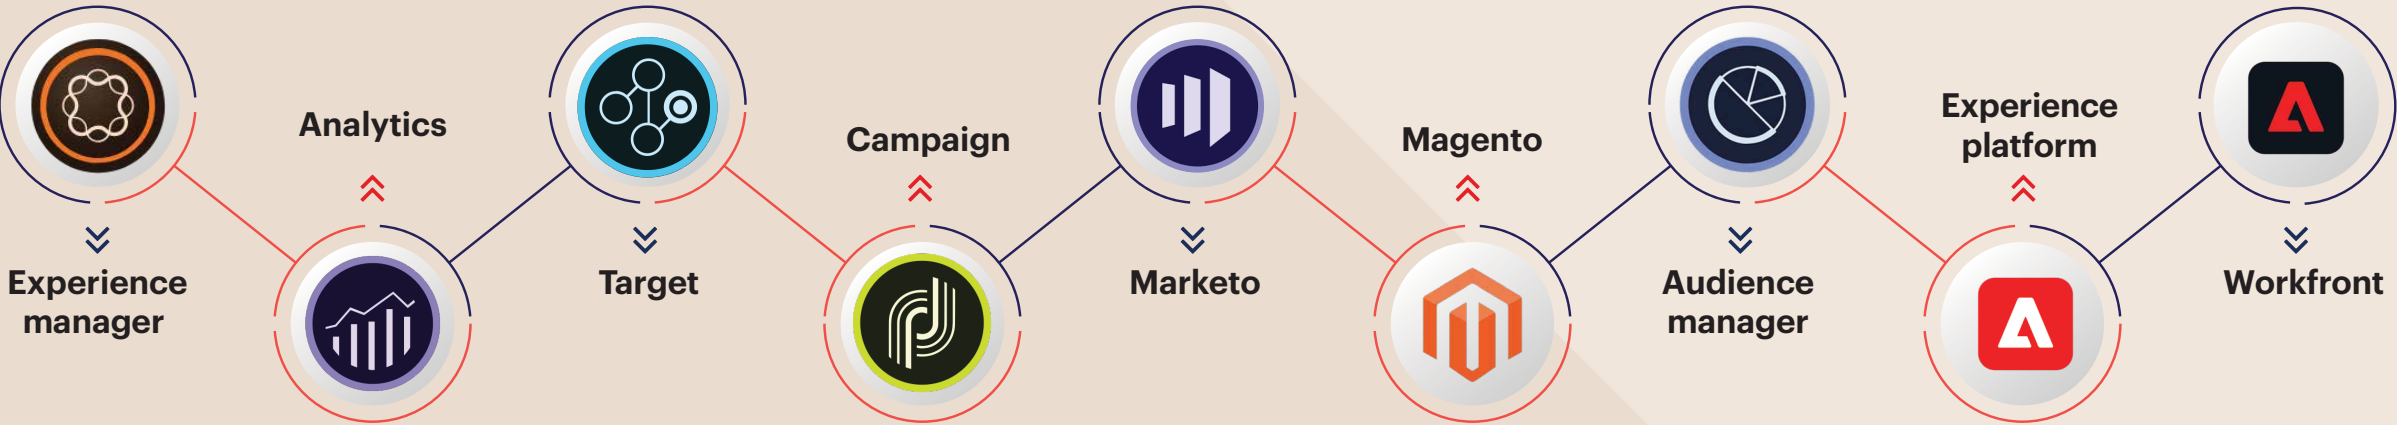 Experience
manager
Analytics
Target
Campaign
Marketo
Magento
Audience
manager
Experience
platform
Workfront